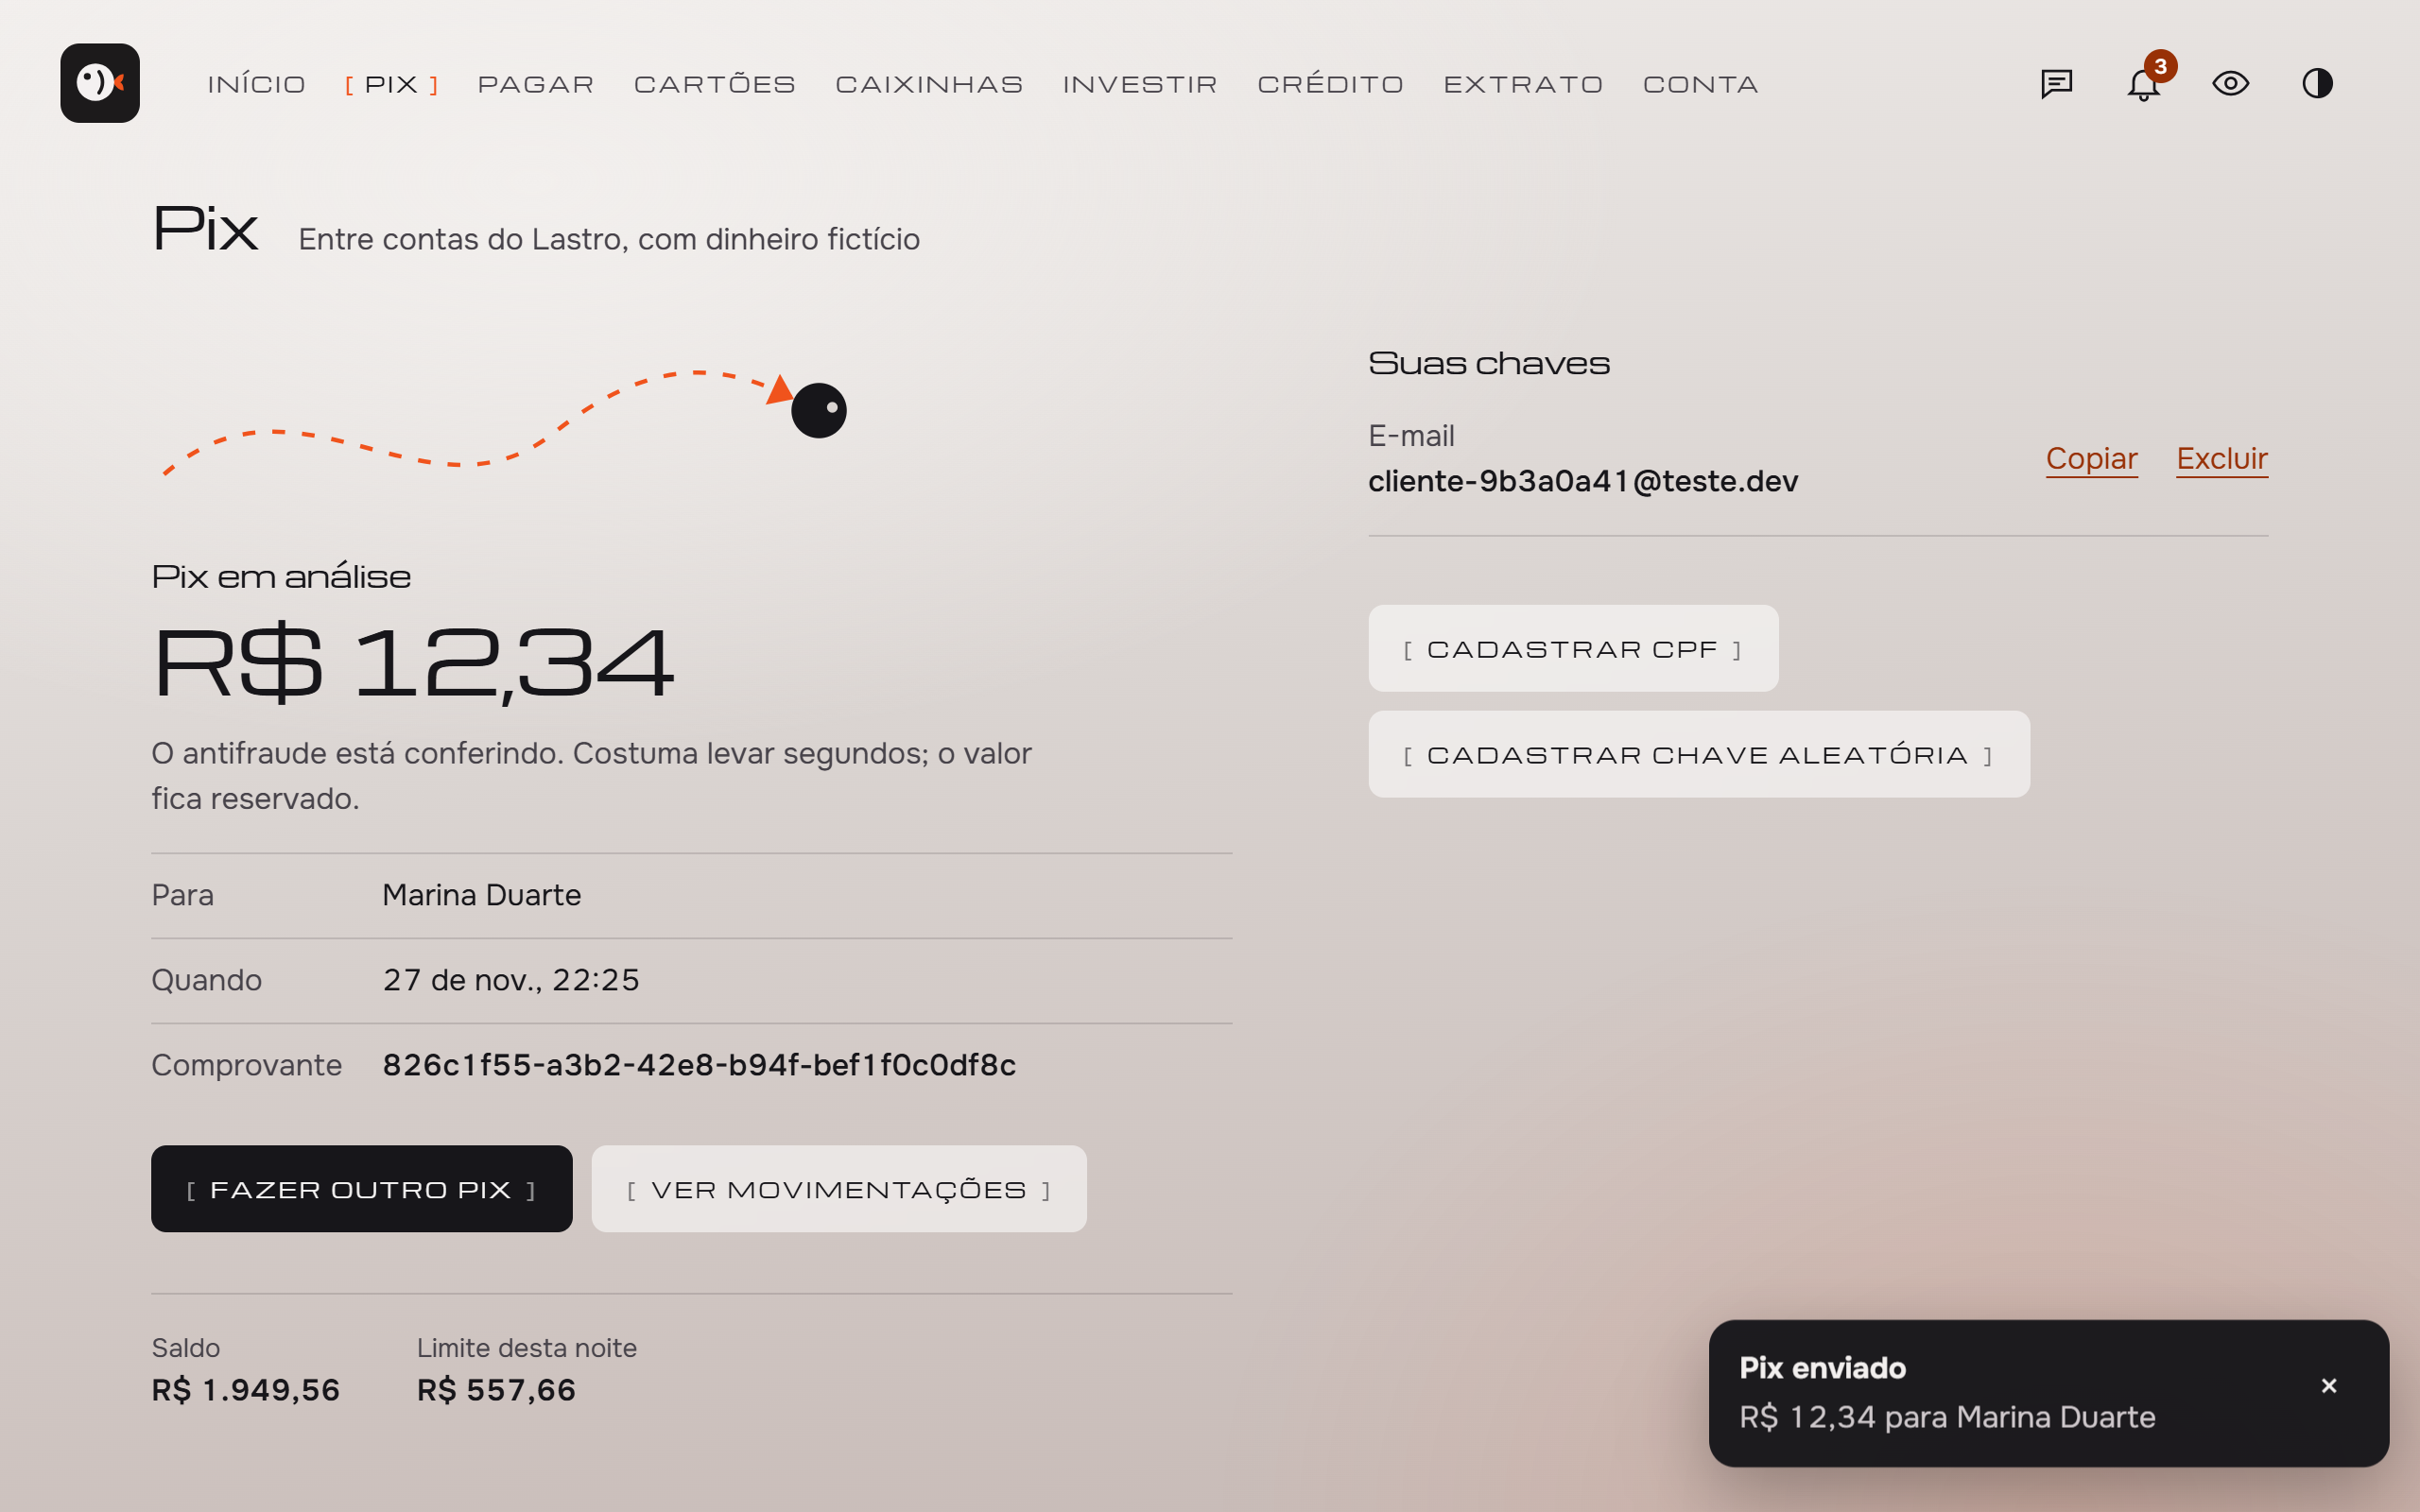 INÍCIO [ PIX ] PAGAR CARTÕES CAIXINHAS INVESTIR CRÉDITO EXTRATO CONTA
3
Pix Entre contas do Lastro, com dinheiro fictício
Pix em análise
R$ 12,34
O antifraude está conferindo. Costuma levar segundos; o valor
fica reservado.
Para Marina Duarte
Quando 27 de nov., 22:25
Comprovante 826c1f55-a3b2-42e8-b94f-bef1f0c0df8c
[ FAZER OUTRO PIX ] [ VER MOVIMENTAÇÕES ]
Saldo Limite desta noite
R$ 1.949,56 R$ 557,66
Suas chaves
E-mail
cliente-9b3a0a41@teste.dev
Copiar Excluir
[ CADASTRAR CPF ]
[ CADASTRAR CHAVE ALEATÓRIA ]
Pix enviado
R$ 12,34 para Marina Duarte
×